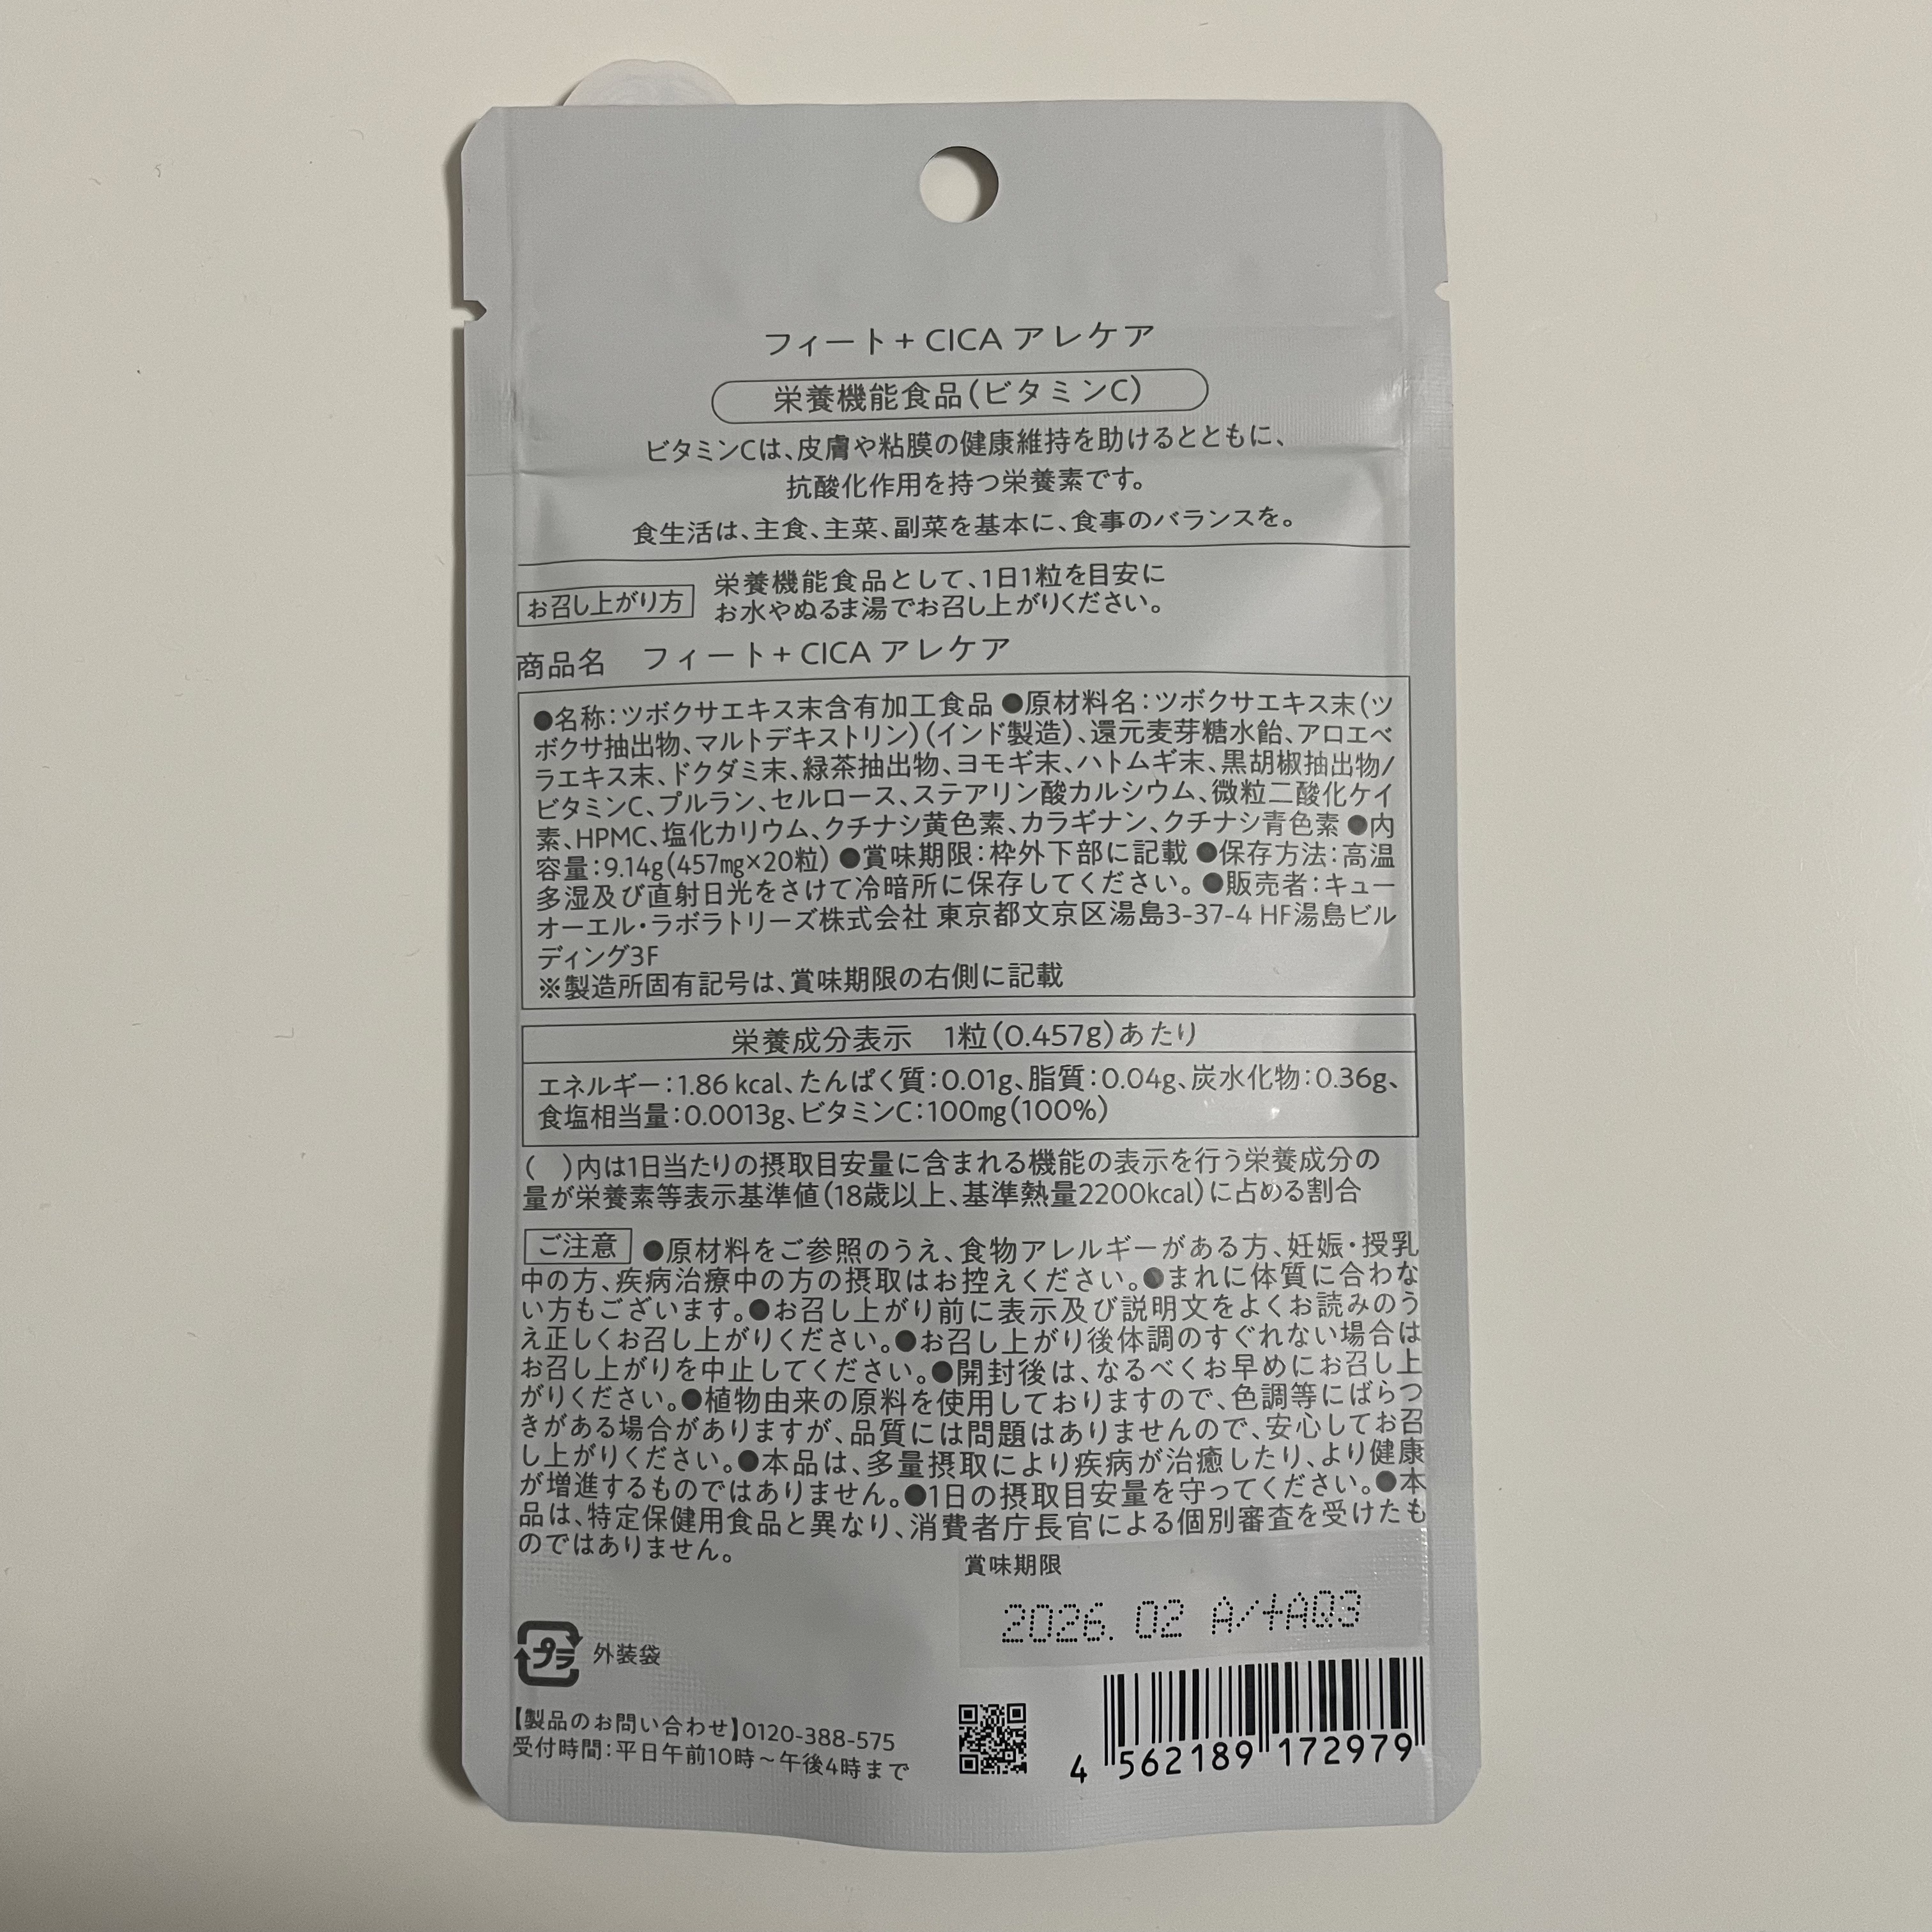 フィート+ CICA アレケア
栄養機能食品(ビタミンC)
ビタミンCは、皮膚や粘膜の健康維持を助けるとともに、
抗酸化作用を持つ栄養素です。
食生活は、主食、主菜、副菜を基本に、食事のバランスを。
お召し上がり方
栄養機能食品として、1日1粒を目安に
お水やぬるま湯でお召し上がりください。
商品名 フィート+ CICA アレケア
●名称:ツボクサエキス末含有加工食品 ●原材料名:ツボクサエキス末(ツ
ボクサ抽出物、マルトデキストリン)(インド製造)、還元麦芽糖水飴、アロエベ
ラエキス末、ドクダミ末、緑茶抽出物、ヨモギ末、ハトムギ末、黒胡椒抽出物/
ビタミンC、プルラン、セルロース、ステアリン酸カルシウム、微粒二酸化ケイ
素、HPMC、塩化カリウム、クチナシ黄色素、カラギナン、クチナシ青色素 ●内
容量:9.14g(457㎎×20粒) ●賞味期限:枠外下部に記載 ●保存方法:高温
多湿及び直射日光をさけて冷暗所に保存してください。 ●販売者:キュー
オーエル・ラボラトリーズ株式会社 東京都文京区湯島3-37-4 HF湯島ビル
ディング3F
※製造所固有記号は、賞味期限の右側に記載
栄養成分表示 1粒(0.457g)あたり
エネルギー:1.86 kcal、たんぱく質:0.01g、脂質:0.04g、炭水化物:0.36g、
食塩相当量:0.0013g、ビタミンC:100㎎(100%)
( )内は1日当たりの摂取目安量に含まれる機能の表示を行う栄養成分の
量が栄養素等表示基準値(18歳以上、基準熱量2200kcal)に占める割合
ご注意 ●原材料をご参照のうえ、食物アレルギーがある方、妊娠・授乳
中の方、疾病治療中の方の摂取はお控えください。●まれに体質に合わな
い方もございます。●お召し上がり前に表示及び説明文をよくお読みのう
え正しくお召し上がりください。●お召し上がり後体調のすぐれない場合は
お召し上がりを中止してください。●開封後は、なるべくお早めにお召し上
がりください。●植物由来の原料を使用しておりますので、色調等にばらつ
きがある場合がありますが、品質には問題はありませんので、安心してお召
し上がりください。●本品は、多量摂取により疾病が治癒したり、より健康
が増進するものではありません。●1日の摂取目安量を守ってください。●本
品は、特定保健用食品と異なり、消費者庁長官による個別審査を受けたも
のではありません。
賞味期限
2026. 02 A/+AQ3
プラ 外装袋
【製品のお問い合わせ】0120-388-575
受付時間:平日午前10時～午後4時まで
4 562189 172979